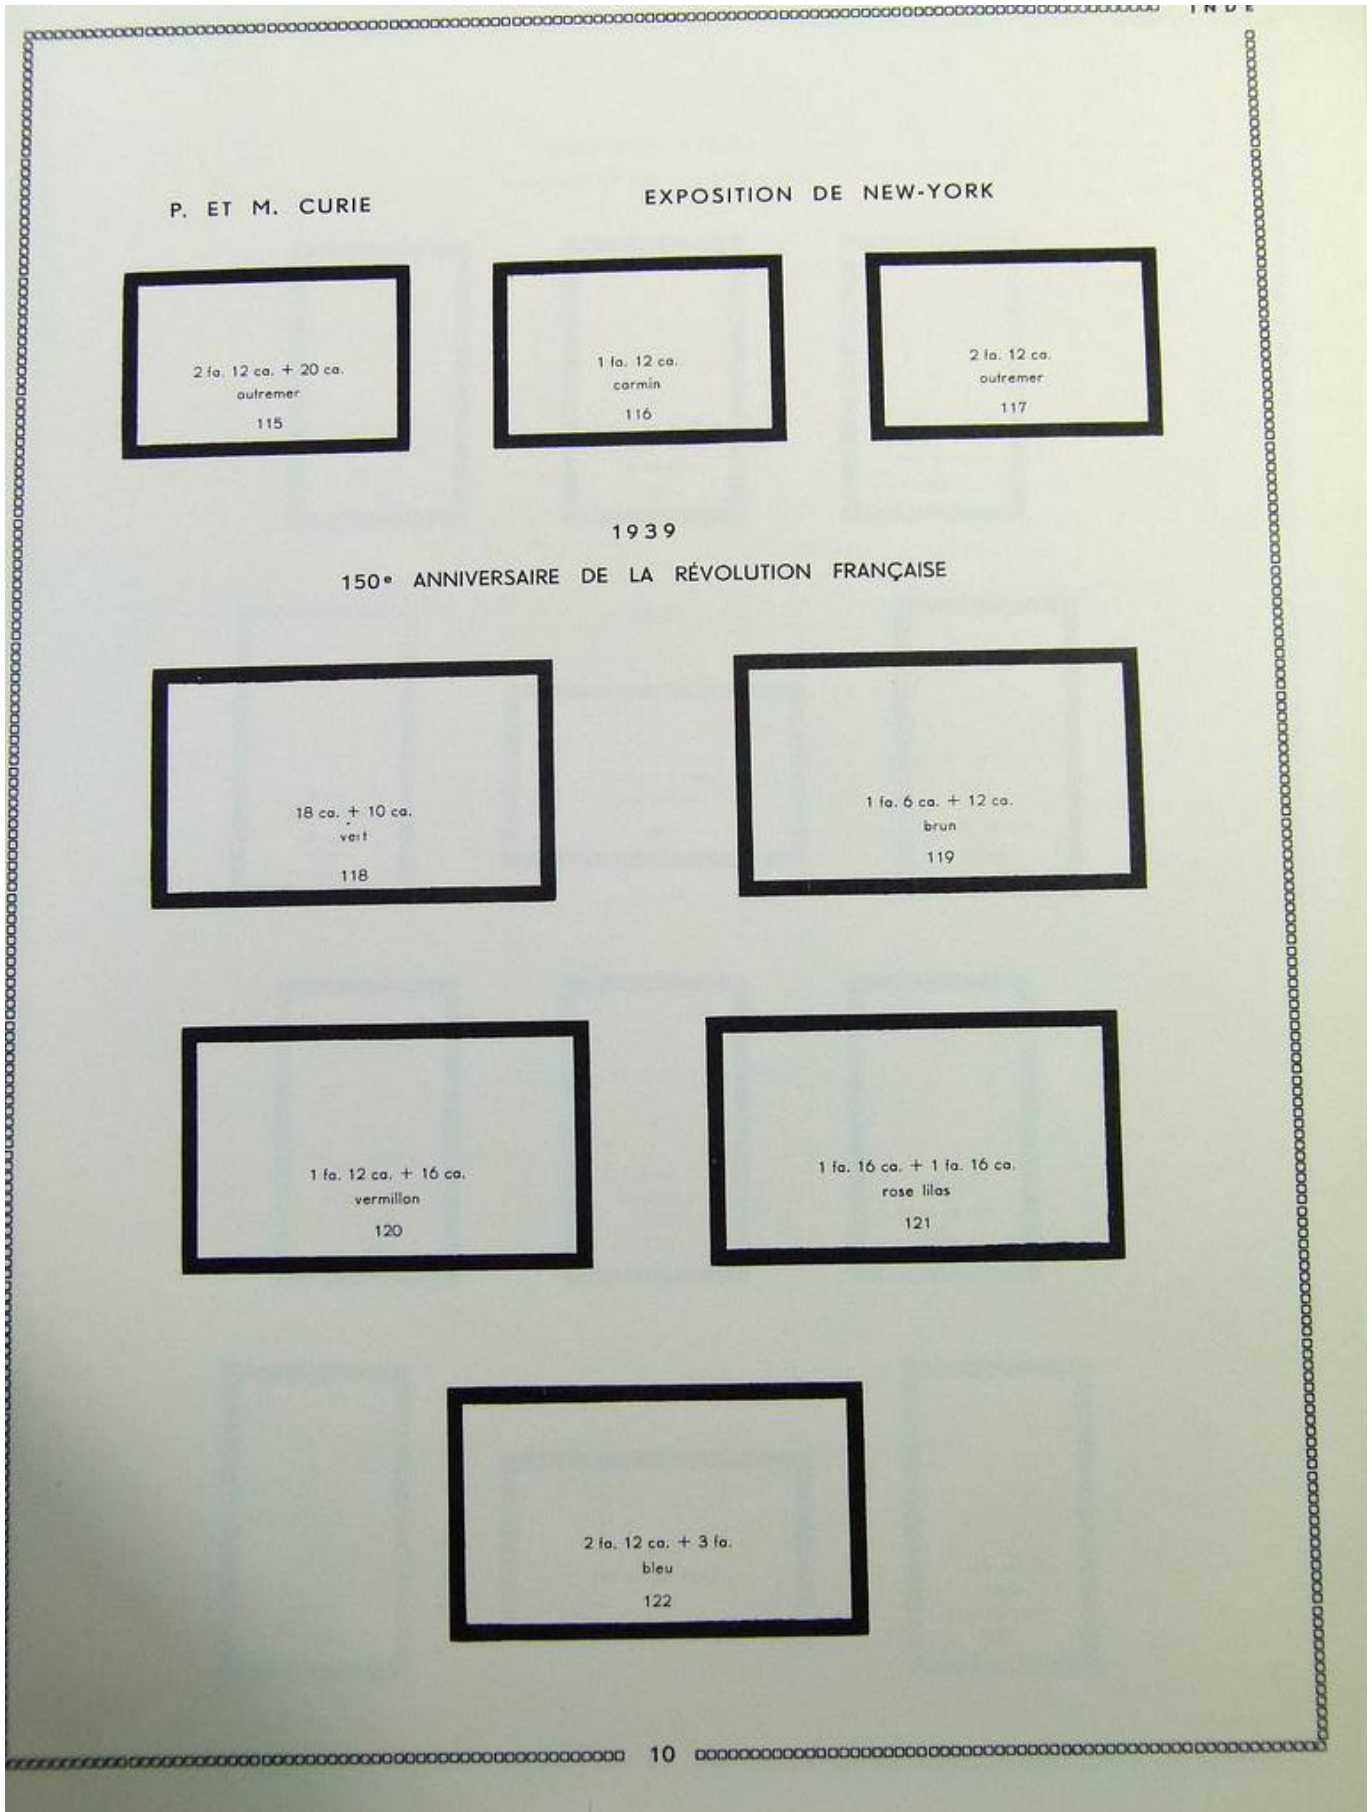 INDE
P. ET M. CURIE
EXPOSITION DE NEW-YORK
2 fa. 12 ca. + 20 ca.
outremer
115
1 fa. 12 ca.
carmin
116
2 fa. 12 ca.
outremer
117
1939
150e ANNIVERSAIRE DE LA RÉVOLUTION FRANÇAISE
18 ca. + 10 ca.
vert
118
1 fa. 6 ca. + 12 ca.
brun
119
1 fa. 12 ca. + 16 ca.
vermillon
120
1 fa. 16 ca. + 1 fa. 16 ca.
rose lilas
121
2 fa. 12 ca. + 3 fa.
bleu
122
10